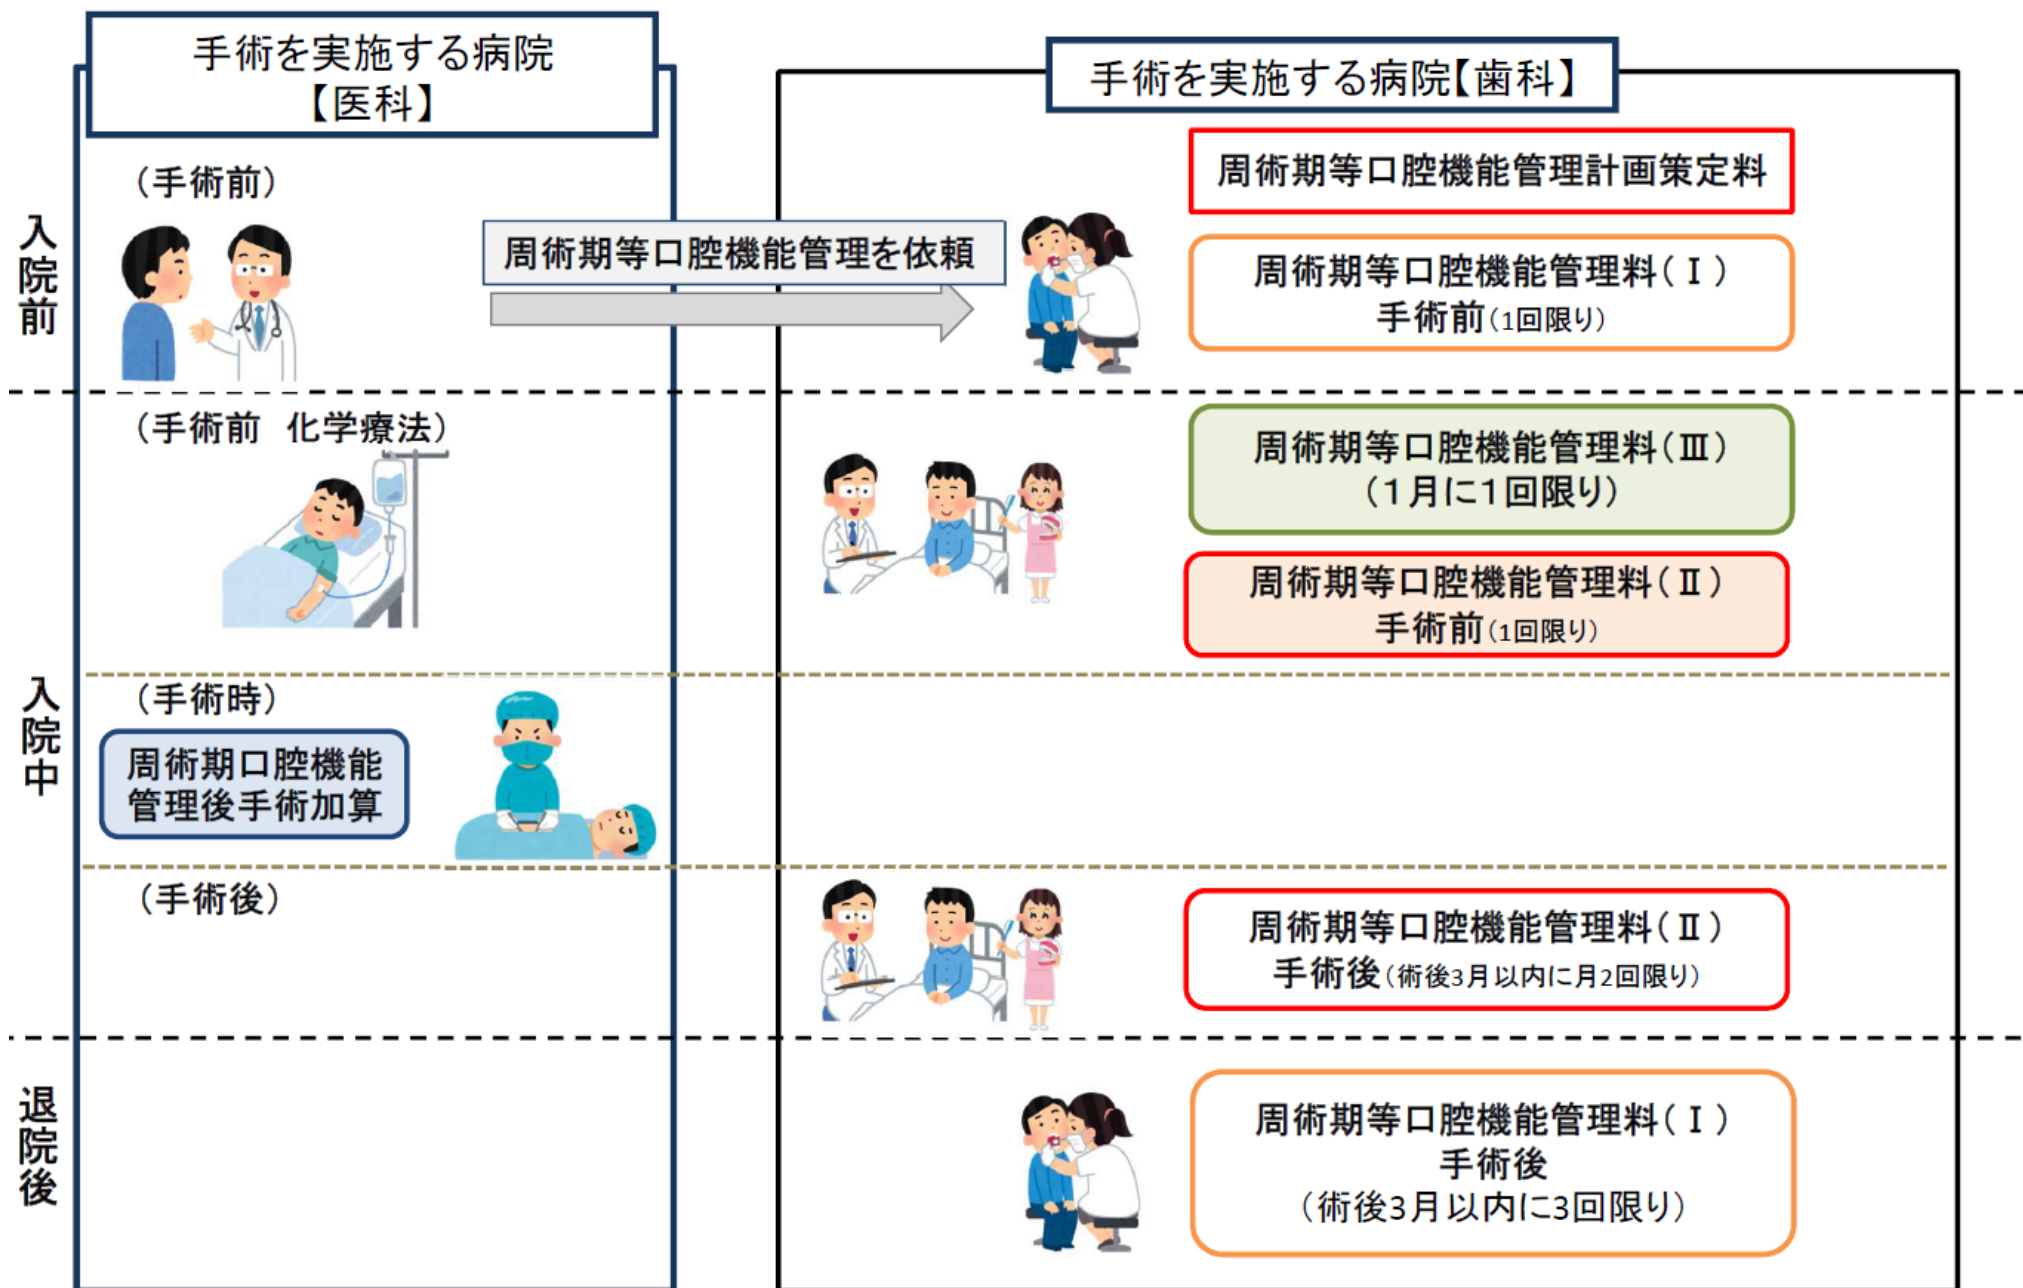 手術を実施する病院
【医科】
手術を実施する病院【歯科】
入院前
（手術前）
周術期等口腔機能管理を依頼
周術期等口腔機能管理計画策定料
周術期等口腔機能管理料（Ⅰ）
手術前（1回限り）
入院中
（手術前　化学療法）
周術期等口腔機能管理料（Ⅲ）
（１月に１回限り）
周術期等口腔機能管理料（Ⅱ）
手術前（1回限り）
（手術時）
周術期口腔機能
管理後手術加算
（手術後）
周術期等口腔機能管理料（Ⅱ）
手術後（術後3月以内に月2回限り）
退院後
周術期等口腔機能管理料（Ⅰ）
手術後
（術後3月以内に3回限り）